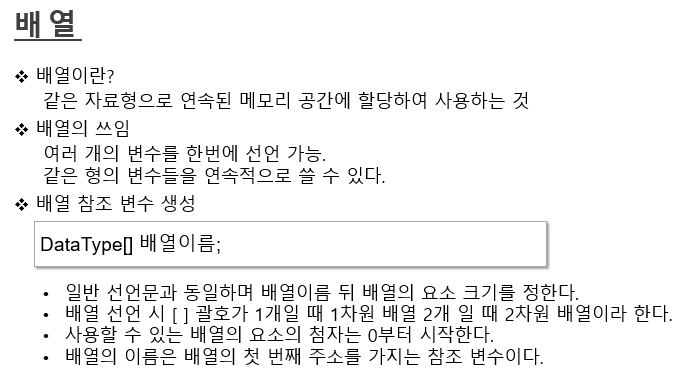 배 열
❖ 배열이란?
같은 자료형으로 연속된 메모리 공간에 할당하여 사용하는 것
❖ 배열의 쓰임
여러 개의 변수를 한번에 선언 가능.
같은 형의 변수들을 연속적으로 쓸 수 있다.
❖ 배열 참조 변수 생성
DataType[] 배열이름;
• 일반 선언문과 동일하며 배열이름 뒤 배열의 요소 크기를 정한다.
• 배열 선언 시 [ ] 괄호가 1개일 때 1차원 배열 2개 일 때 2차원 배열이라 한다.
• 사용할 수 있는 배열의 요소의 첨자는 0부터 시작한다.
• 배열의 이름은 배열의 첫 번째 주소를 가지는 참조 변수이다.